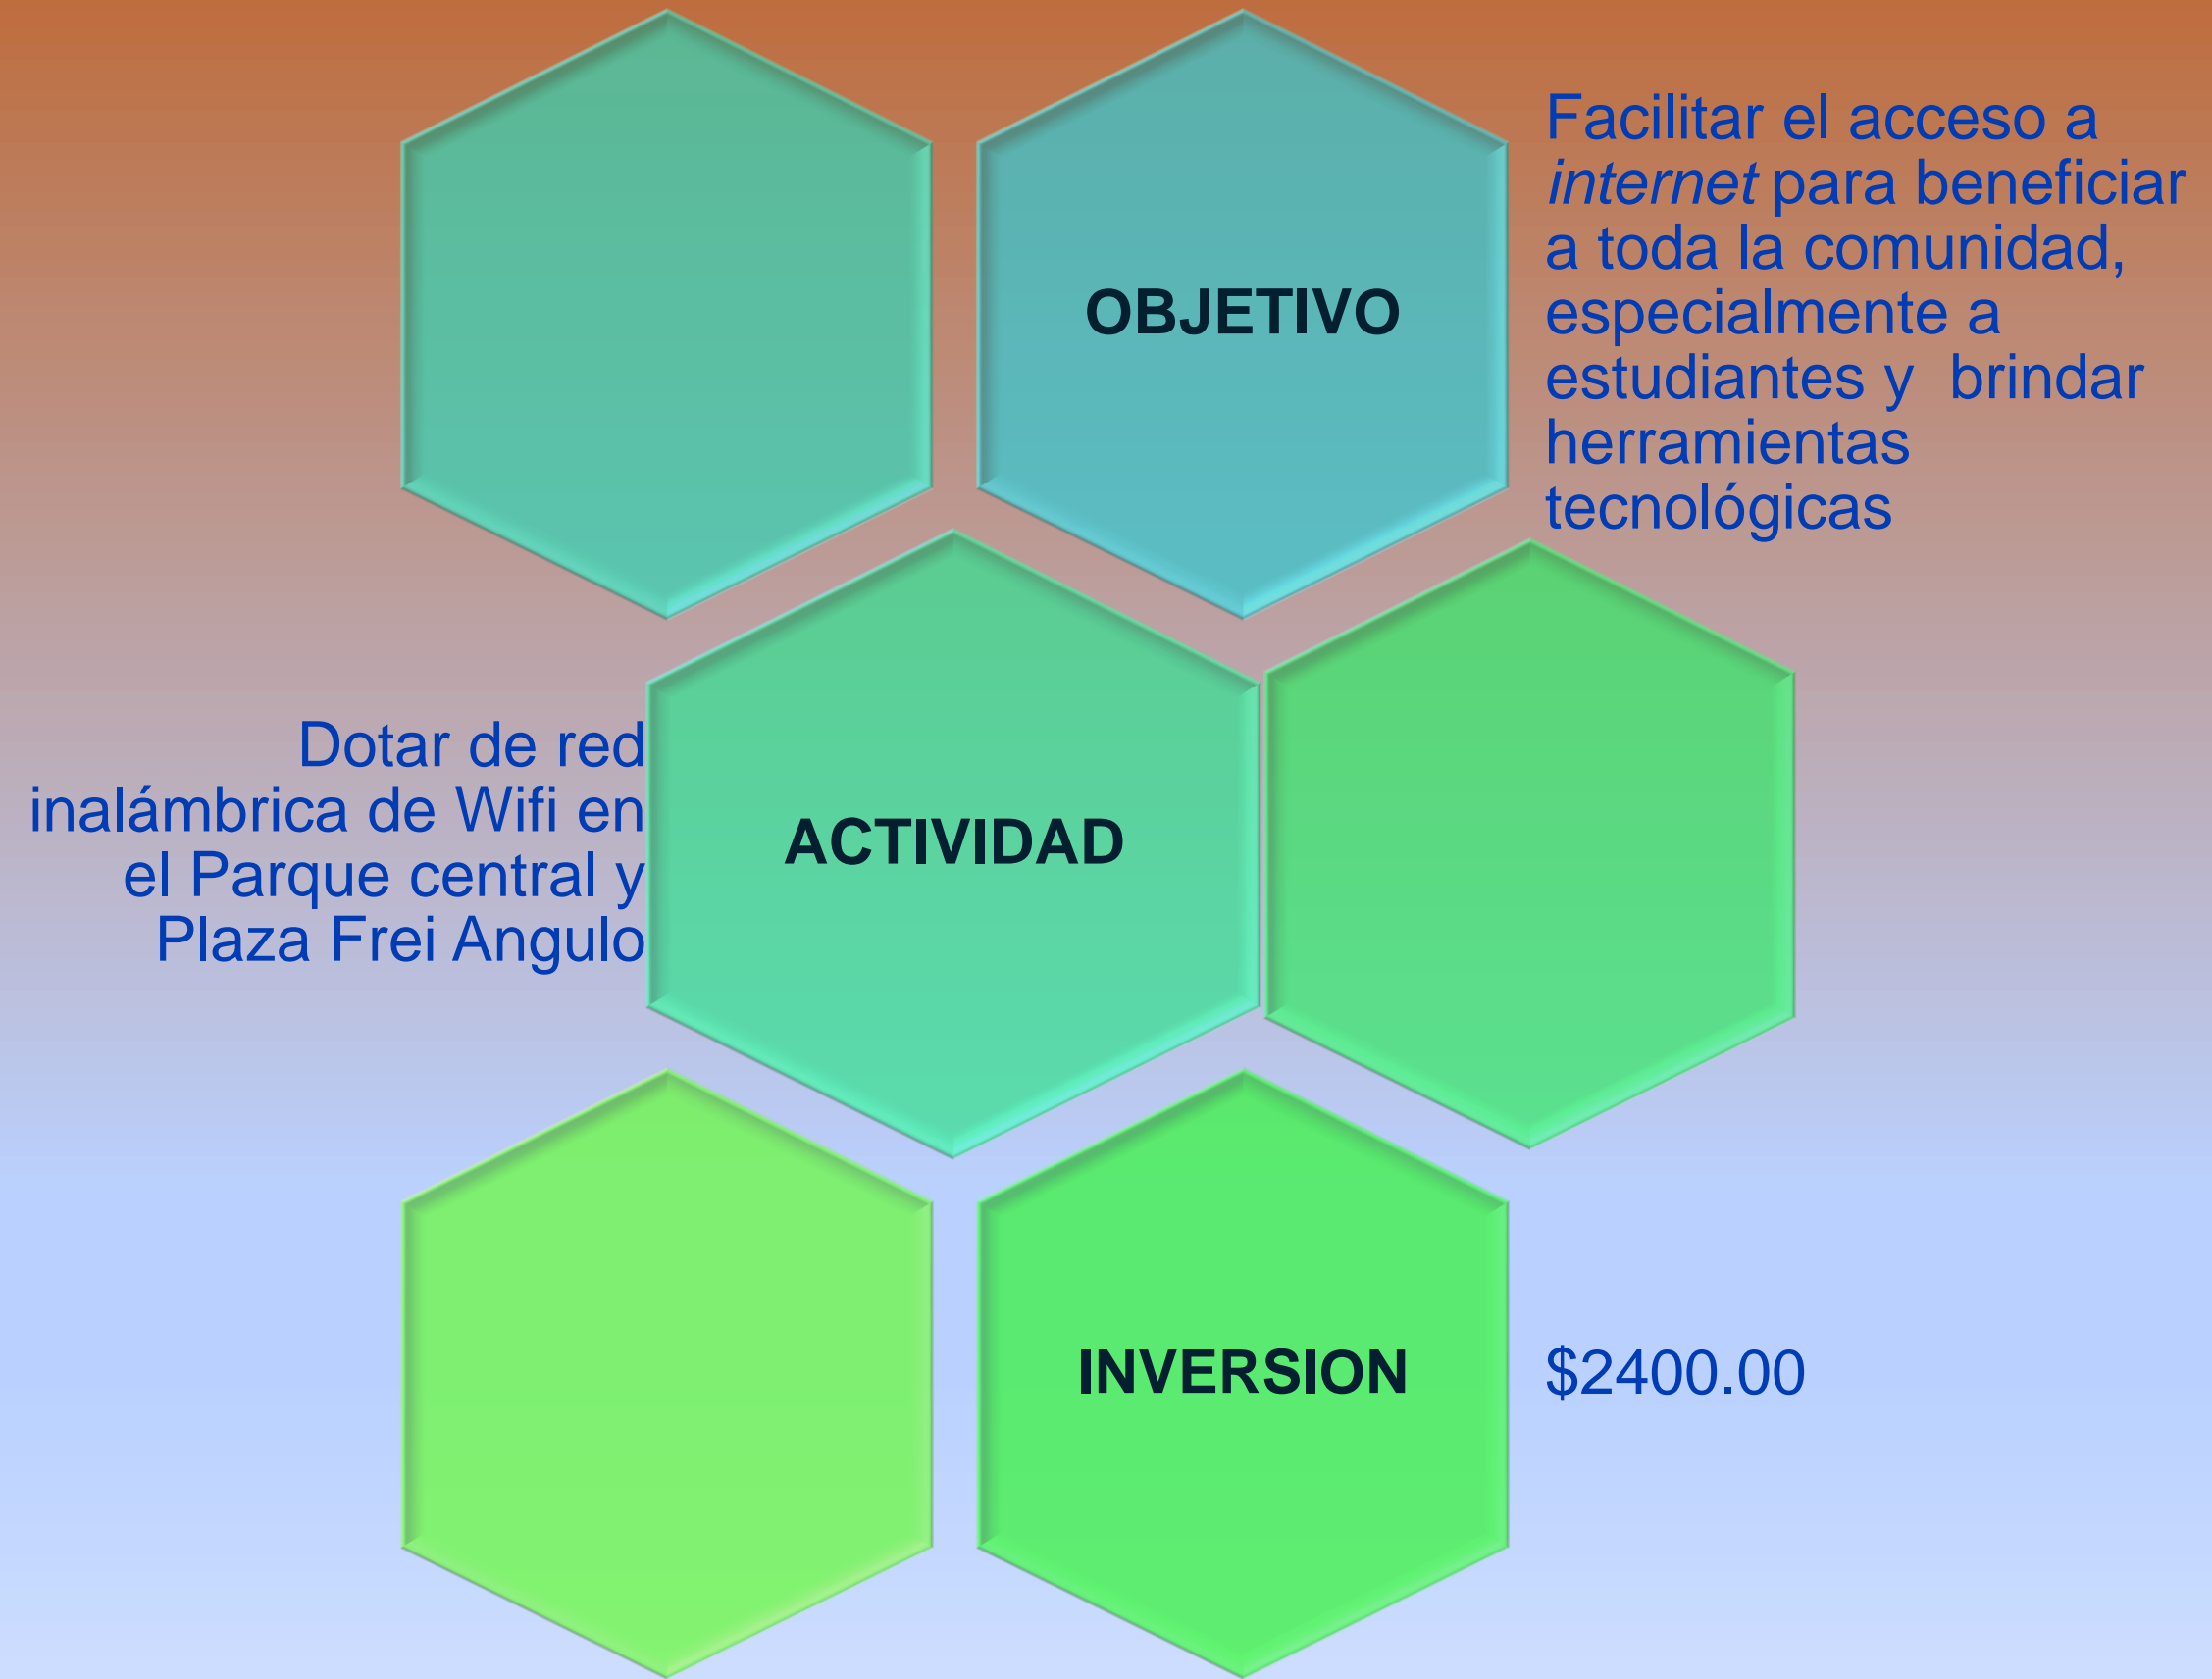 OBJETIVO
Facilitar el acceso a
internet para beneficiar
a toda la comunidad,
especialmente a
estudiantes y  brindar
herramientas
tecnológicas
Dotar de red
inalámbrica de Wifi en
el Parque central y
Plaza Frei Angulo
ACTIVIDAD
INVERSION
$2400.00